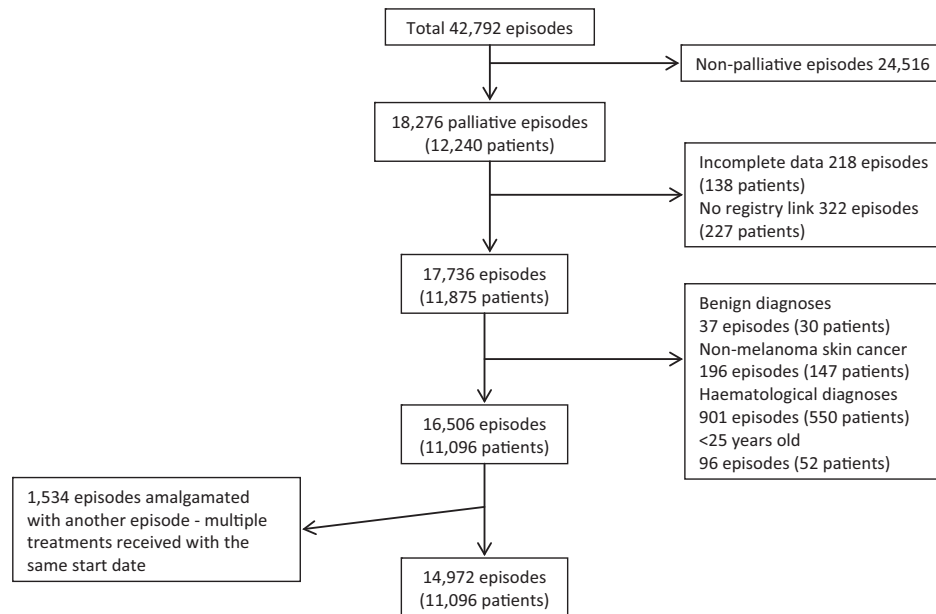 Total 42,792 episodes
Non-palliative episodes 24,516
18,276 palliative episodes
(12,240 patients)
Incomplete data 218 episodes
(138 patients)
No registry link 322 episodes
(227 patients)
17,736 episodes
(11,875 patients)
Benign diagnoses
37 episodes (30 patients)
Non-melanoma skin cancer
196 episodes (147 patients)
Haematological diagnoses
901 episodes (550 patients)
<25 years old
96 episodes (52 patients)
16,506 episodes
(11,096 patients)
1,534 episodes amalgamated
with another episode - multiple
treatments received with the
same start date
14,972 episodes
(11,096 patients)